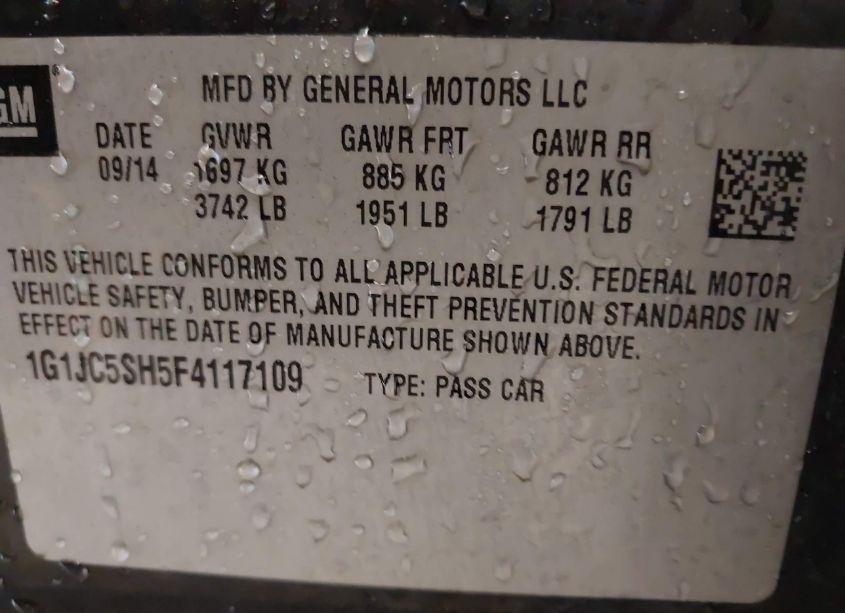 GM
MFD BY GENERAL MOTORS LLC
DATE GVWR GAWR FRT GAWR RR
09/14 1697 KG 885 KG 812 KG
3742 LB 1951 LB 1791 LB
THIS VEHICLE CONFORMS TO ALL APPLICABLE U.S. FEDERAL MOTOR
VEHICLE SAFETY, BUMPER, AND THEFT PREVENTION STANDARDS IN
EFFECT ON THE DATE OF MANUFACTURE SHOWN ABOVE.
1G1JC5SH5F4117109 TYPE: PASS CAR